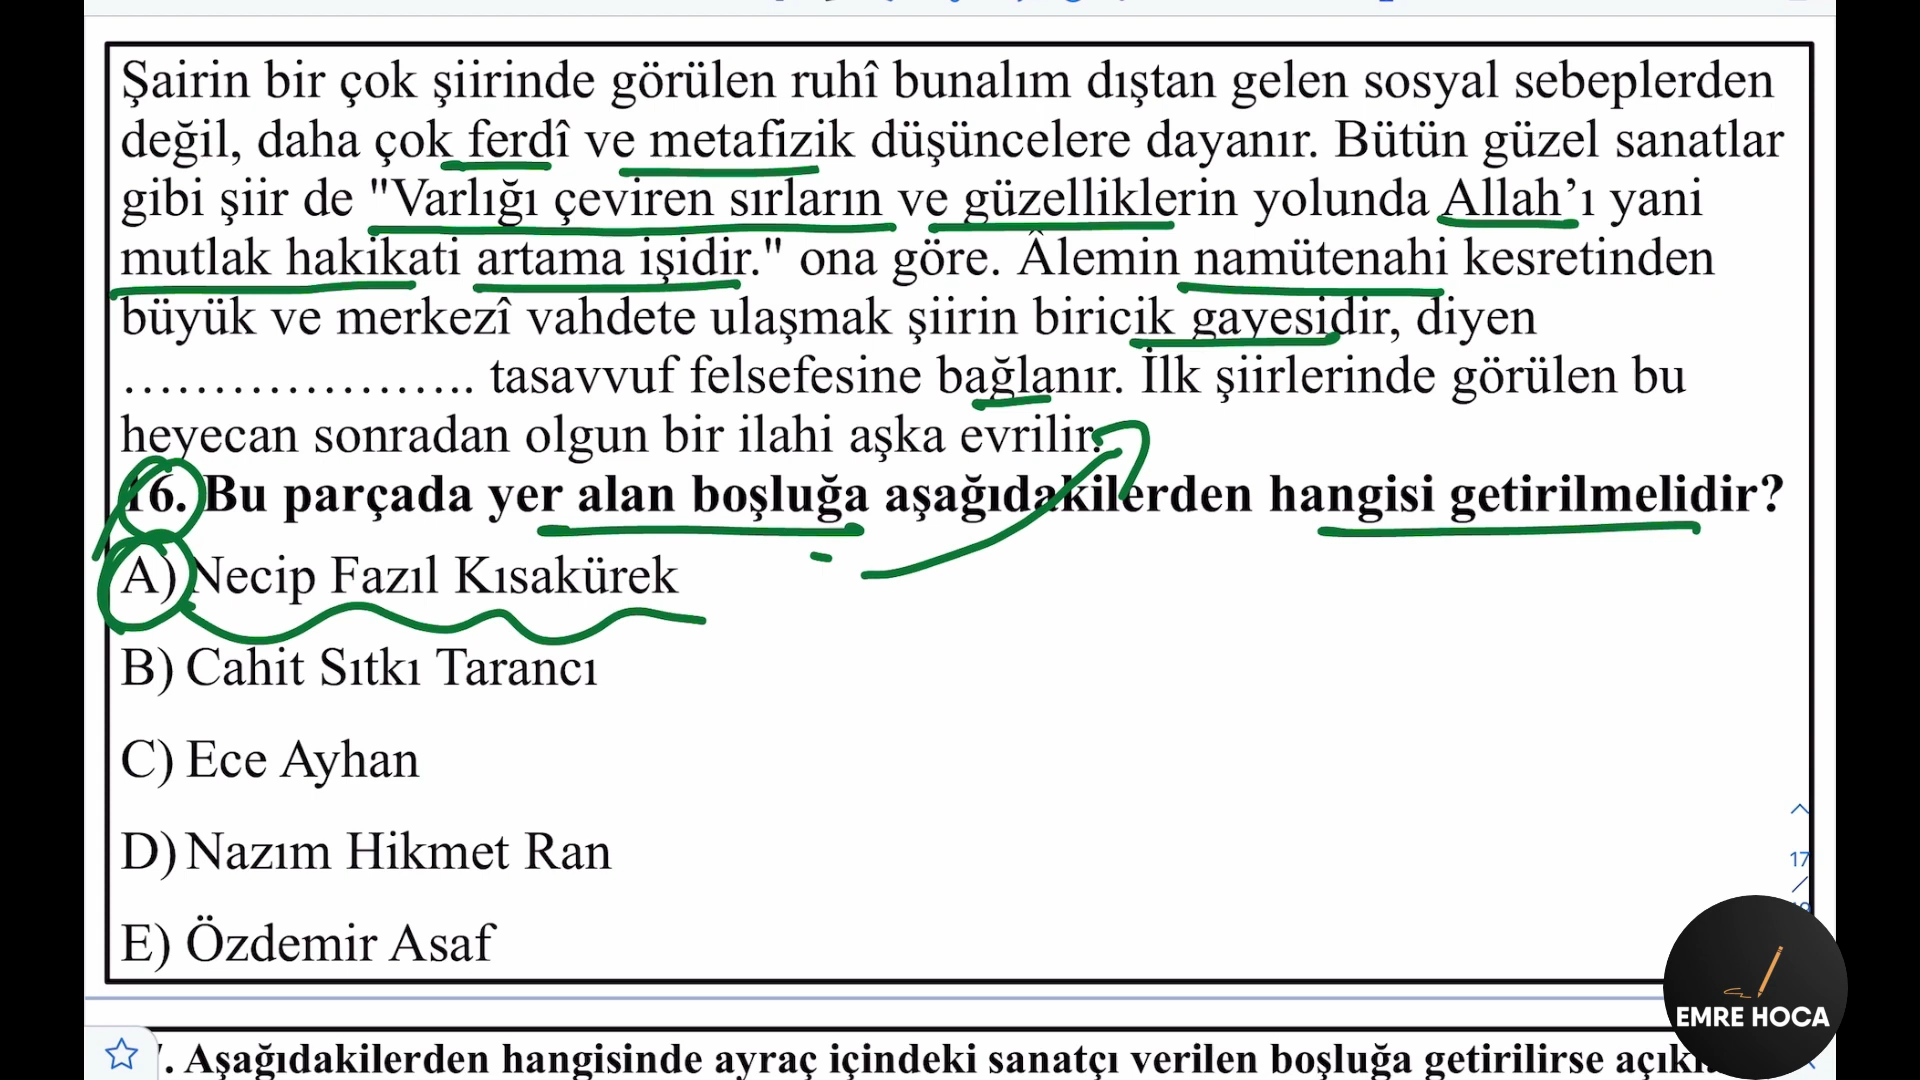 Şairin bir çok şiirinde görülen ruhî bunalım dıştan gelen sosyal sebeplerden
değil, daha çok ferdî ve metafizik düşüncelere dayanır. Bütün güzel sanatlar
gibi şiir de "Varlığı çeviren sırların ve güzelliklerin yolunda Allah’ı yani
mutlak hakikati artama işidir." ona göre. Âlemin namütenahi kesretinden
büyük ve merkezî vahdete ulaşmak şiirin biricik gayesidir, diyen
………………….. tasavvuf felsefesine bağlanır. İlk şiirlerinde görülen bu
heyecan sonradan olgun bir ilahi aşka evrilir.
16. Bu parçada yer alan boşluğa aşağıdakilerden hangisi getirilmelidir?
A) Necip Fazıl Kısakürek
B) Cahit Sıtkı Tarancı
C) Ece Ayhan
D) Nazım Hikmet Ran
E) Özdemir Asaf
17
EMRE HOCA
. Aşağıdakilerden hangisinde ayraç içindeki sanatçı verilen boşluğa getirilirse